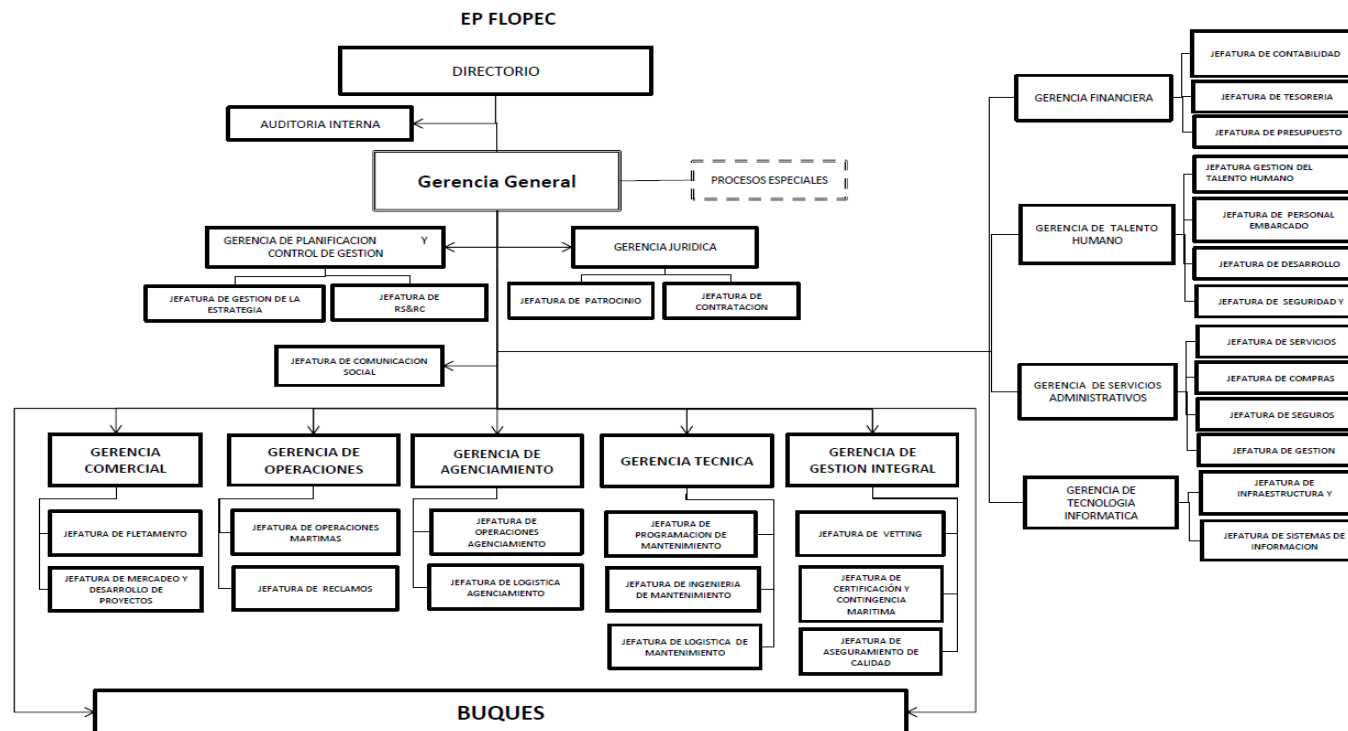 EP FLOPEC
DIRECTORIO
AUDITORIA INTERNA
Gerencia General
PROCESOS ESPECIALES
GERENCIA DE PLANIFICACION Y
CONTROL DE GESTION
GERENCIA JURIDICA
JEFATURA DE GESTION DE LA
ESTRATEGIA
JEFATURA DE
RS&RC
JEFATURA DE PATROCINIO
JEFATURA DE
CONTRATACION
JEFATURA DE COMUNICACION
SOCIAL
GERENCIA
COMERCIAL
JEFATURA DE FLETAMENTO
JEFATURA DE MERCADEO Y
DESARROLLO DE
PROYECTOS
GERENCIA DE
OPERACIONES
JEFATURA DE OPERACIONES
MARTIMAS
JEFATURA DE RECLAMOS
GERENCIA DE
AGENCIAMIENTO
JEFATURA DE
OPERACIONES
AGENCIAMIENTO
JEFATURA DE LOGISTICA
AGENCIAMIENTO
GERENCIA TECNICA
JEFATURA DE
PROGRAMACION DE
MANTENIMIENTO
JEFATURA DE INGENIERIA
DE MANTENIMIENTO
JEFATURA DE LOGISTICA DE
MANTENIMIENTO
GERENCIA DE
GESTION INTEGRAL
JEFATURA DE VETTING
JEFATURA DE
CERTIFICACIÓN Y
CONTINGENCIA
MARITIMA
JEFATURA DE
ASEGURAMIENTO DE
CALIDAD
BUQUES
GERENCIA FINANCIERA
JEFATURA DE CONTABILIDAD
JEFATURA DE TESORERIA
JEFATURA DE PRESUPUESTO
GERENCIA DE TALENTO
HUMANO
JEFATURA GESTION DEL
TALENTO HUMANO
JEFATURA DE PERSONAL
EMBARCADO
JEFATURA DE DESARROLLO
JEFATURA DE SEGURIDAD Y
GERENCIA DE SERVICIOS
ADMINISTRATIVOS
JEFATURA DE SERVICIOS
JEFATURA DE COMPRAS
JEFATURA DE SEGUROS
JEFATURA DE GESTION
GERENCIA DE
TECNOLOGIA
INFORMATICA
JEFATURA DE
INFRAESTRUCTURA Y
JEFATURA DE SISTEMAS DE
INFORMACION